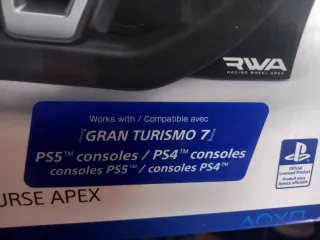 RWA
RACING WHEEL APEX
Works with / Compatible avec
『GRAN TURISMO 7』
PS5™ consoles / PS4™ consoles
consoles PS5™ / consoles PS4™
Official
Licensed Product
Produit sous
licence officielle
URSE APEX